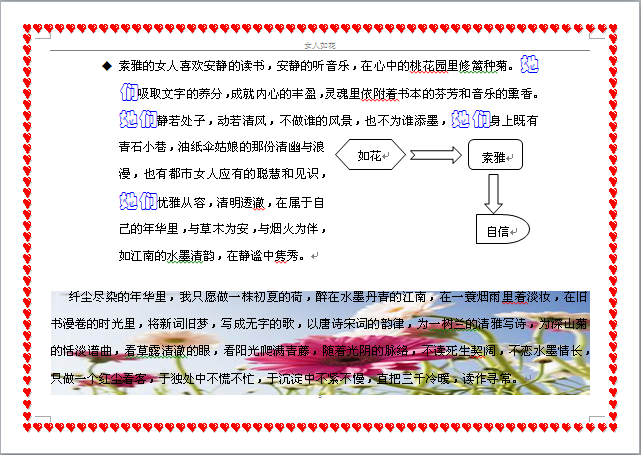 女人如花
素雅的女人喜欢安静的读书，安静的听音乐，在心中的桃花园里修篱种菊。她
们吸取文字的养分，成就内心的丰盈，灵魂里依附着书本的芬芳和音乐的熏香。
她们静若处子，动若清风，不做谁的风景，也不为谁添墨，她们身上既有
青石小巷，油纸伞姑娘的那份清幽与浪
漫，也有都市女人应有的聪慧和见识，
她们优雅从容，清明透澈，在属于自
己的年华里，与草木为安，与烟火为伴，
如江南的水墨清韵，在静谧中隽秀。
如花
素雅
自信
纤尘尽染的年华里，我只愿做一株初夏的荷，醉在水墨丹青的江南，在一蓑烟雨里着淡妆，在旧
书漫卷的时光里，将新词旧梦，写成无字的歌，以唐诗宋词的韵律，为一树兰的清雅写诗，为深山菊
的恬淡谱曲，看草露清澈的眼，看阳光爬满青藤，随着光阴的脉络，不读死生契阔，不恋水墨情长，
只做一个红尘看客，于独处中不慌不忙，于沉淀中不紧不慢，直把三千冷暖，读作寻常。